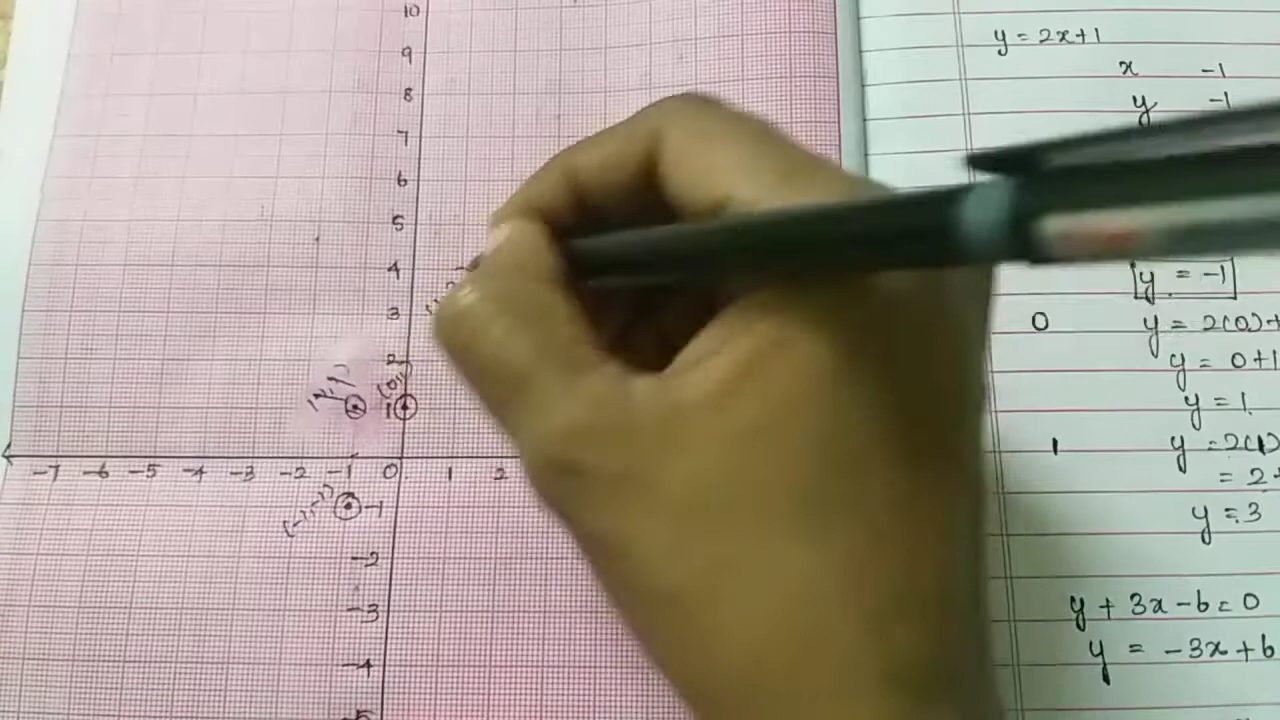 10
9
8
7
6
5
4
3
2
1
-7 -6 -5 -4 -3 -2 -1 0 1 2
(-1,-1)
-1
-2
-3
-4
-5
y = 2x+1
x -1
y -1
y = -1
0 y = 2(0)+
y = 0+1
y = 1
1 y = 2(1)
= 2+
y = 3
y + 3x-6=0
y = -3x+6